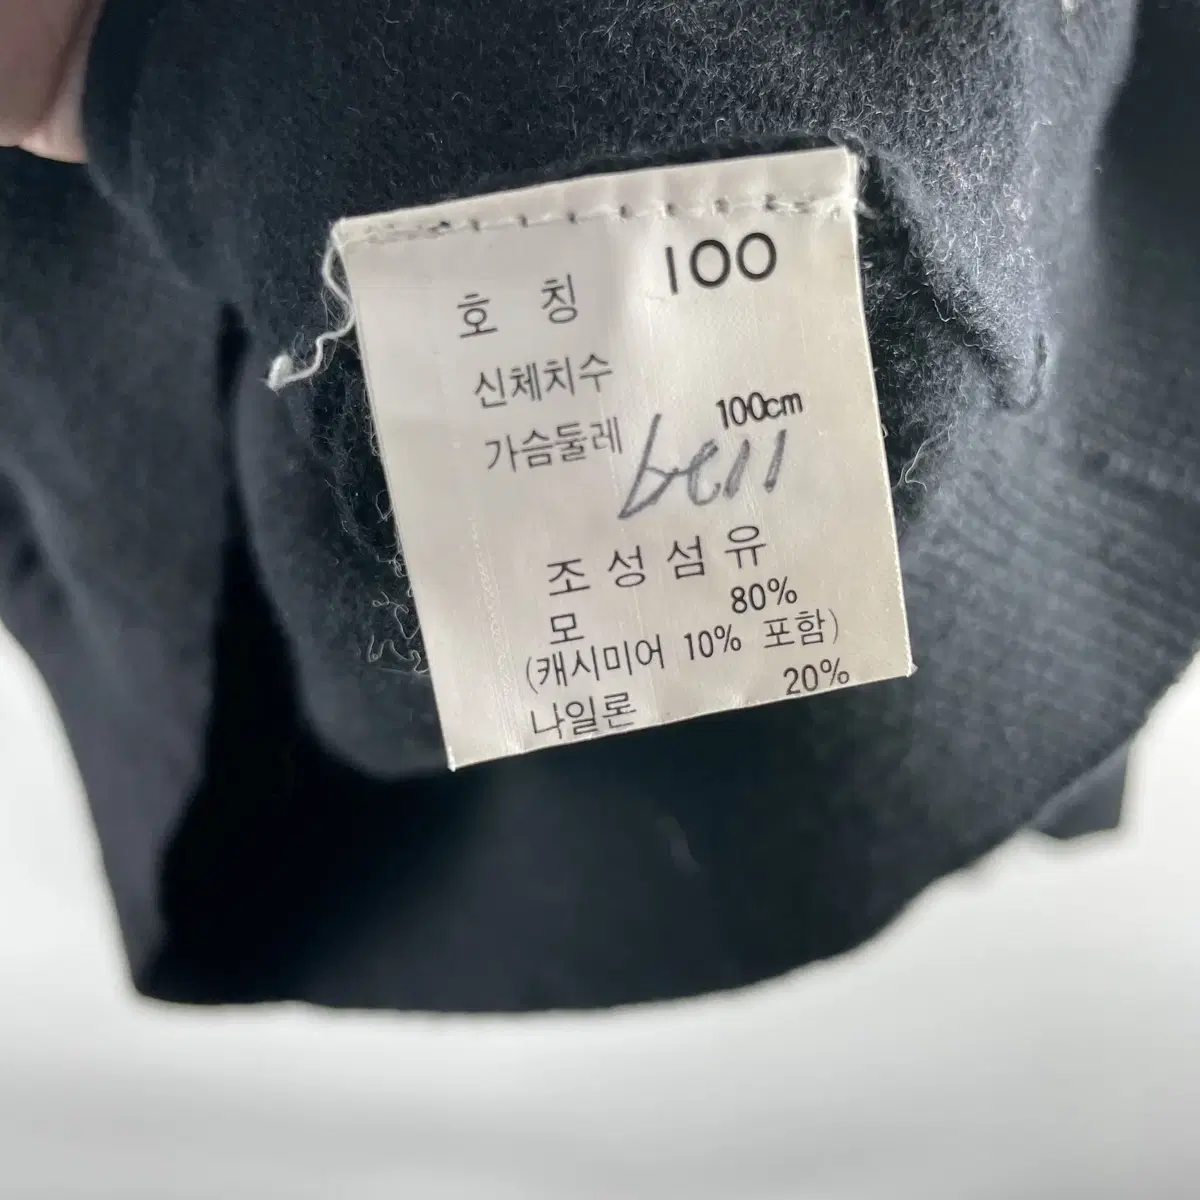 호 칭 100
신체치수
가슴둘레 100cm
bell
조성섬유
모 80%
(캐시미어 10% 포함)
나일론 20%